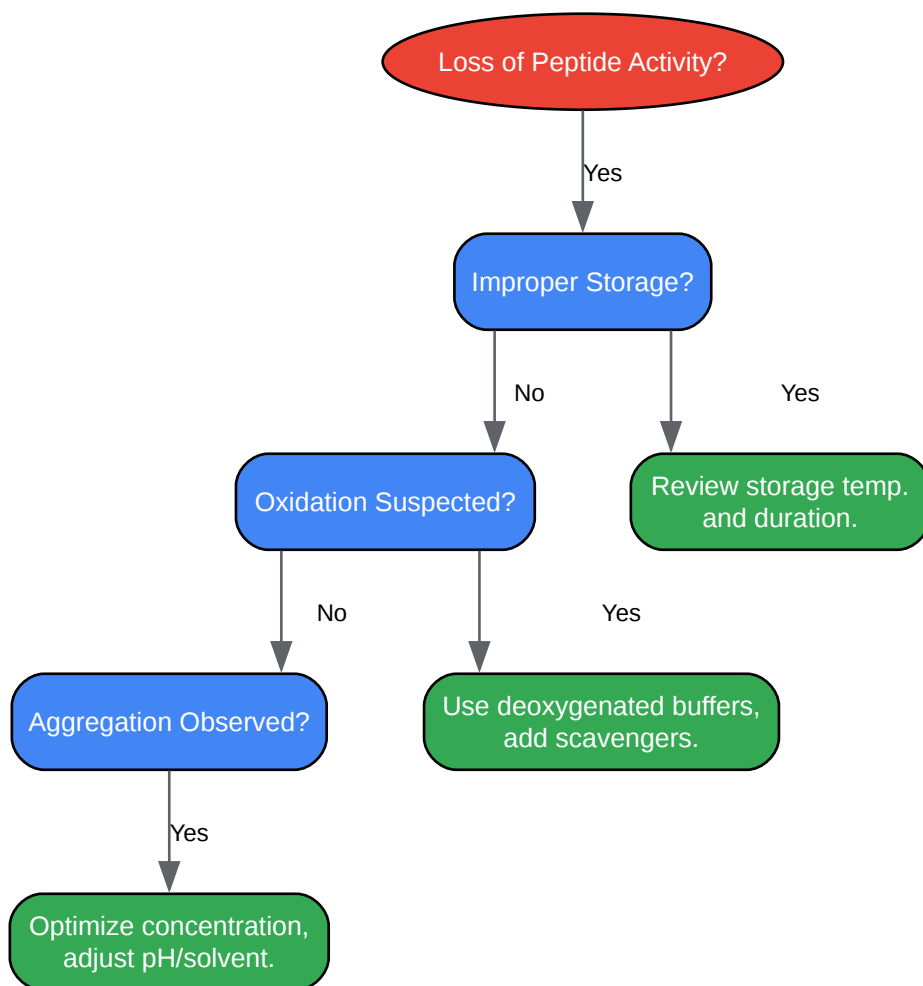 Loss of Peptide Activity?
Yes
Improper Storage?
No
Yes
Oxidation Suspected?
Review storage temp.
and duration.
No
Yes
Aggregation Observed?
Use deoxygenated buffers,
add scavengers.
Yes
Optimize concentration,
adjust pH/solvent.